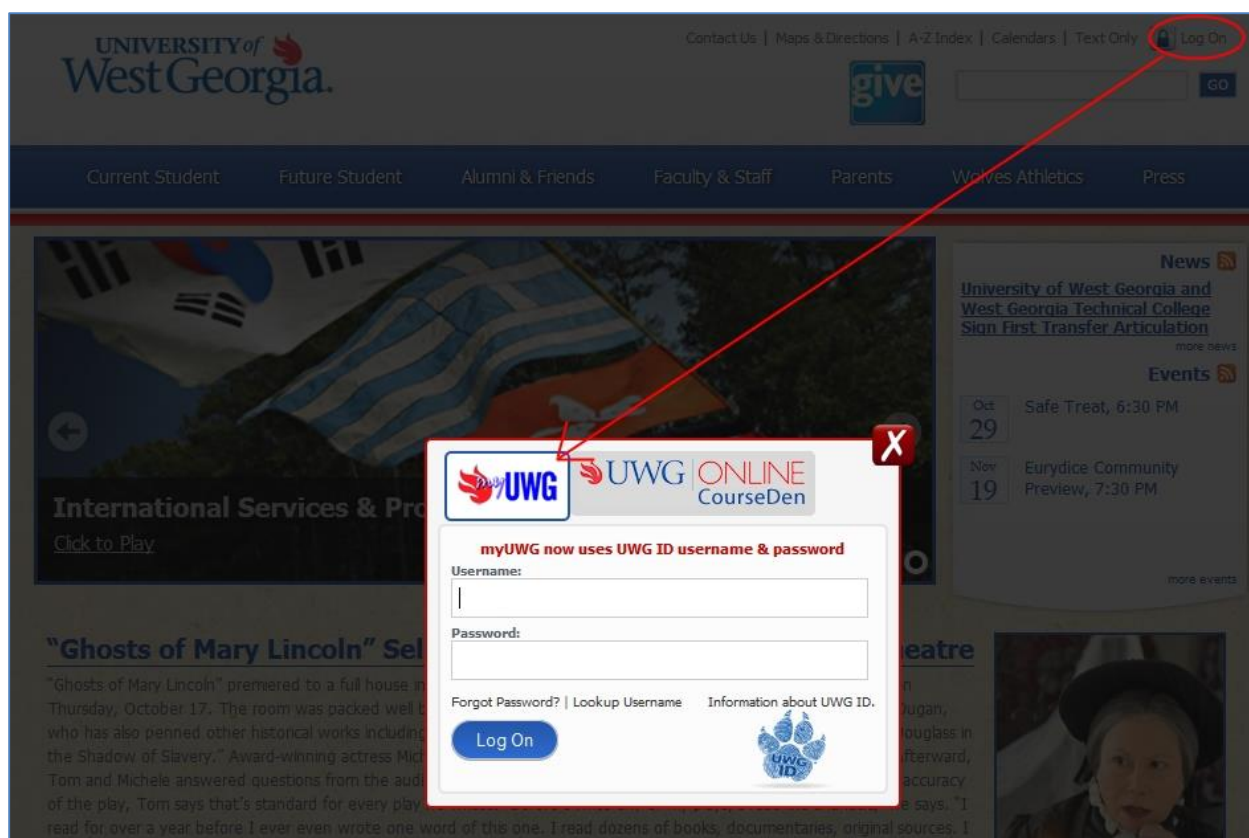 UNIVERSITY of
West Georgia.
Contact Us | Maps & Directions | A-Z Index | Calendars | Text Only | Log On
give
GO
Current Student Future Student Alumni & Friends Faculty & Staff Parents Wolves Athletics Press
News
University of West Georgia and
West Georgia Technical College
Sign First Transfer Articulation
more news
Events
Oct
29
Safe Treat, 6:30 PM
Nov
19
Eurydice Community
Preview, 7:30 PM
more events
International Services & Pro
Click to Play
X
myUWG
UWG | ONLINE
CourseDen
myUWG now uses UWG ID username & password
Username:
Password:
Forgot Password? | Lookup Username Information about UWG ID.
Log On
UWG
ID
"Ghosts of Mary Lincoln" Sel eatre
"Ghosts of Mary Lincoln" premiered to a full house in
Thursday, October 17. The room was packed well Dugan,
who has also penned other historical works including Douglass in
the Shadow of Slavery." Award-winning actress Mic Afterward,
Tom and Michele answered questions from the audi accuracy
of the play, Tom says that's standard for every play says. "I
read for over a year before I ever even wrote one word of this one. I read dozens of books, documentaries, original sources. I